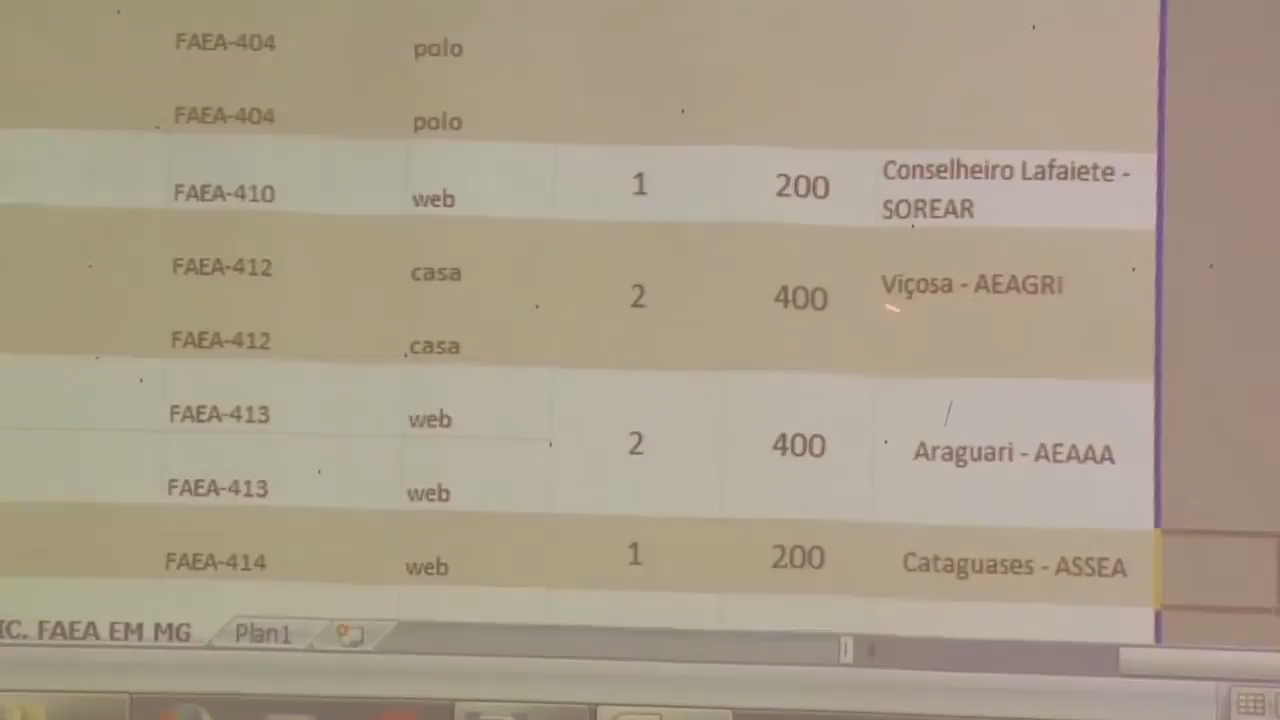 FAEA-404 polo
FAEA-404 polo
FAEA-410 web 1 200 Conselheiro Lafaiete -
SOREAR
FAEA-412 casa 2 400 Viçosa - AEAGRI
FAEA-412 casa
FAEA-413 web 2 400 Araguari - AEAAA
FAEA-413 web
FAEA-414 web 1 200 Cataguases - ASSEA
IC. FAEA EM MG Plan1